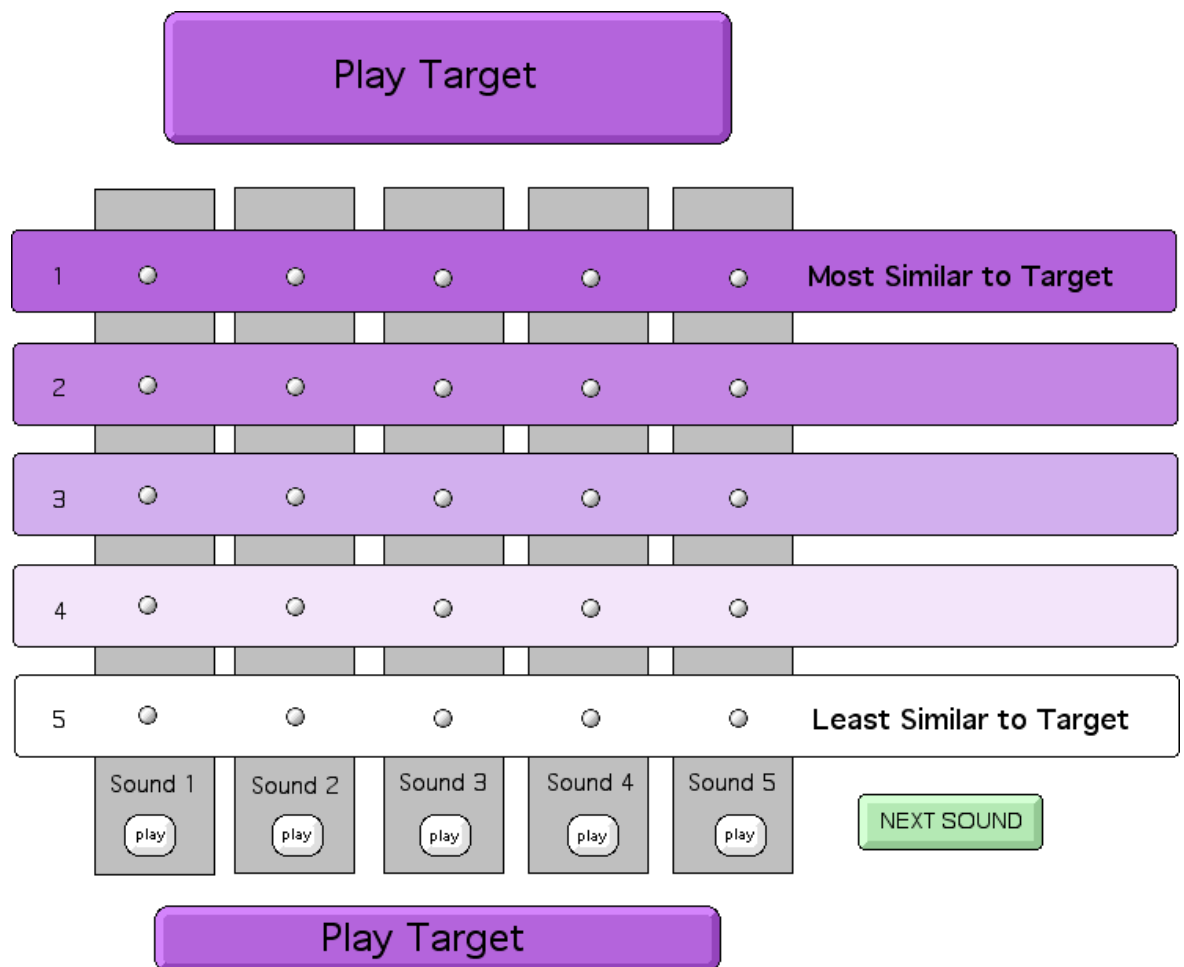 Play Target
1 Most Similar to Target
2
3
4
5 Least Similar to Target
Sound 1 Sound 2 Sound 3 Sound 4 Sound 5
play play play play play
NEXT SOUND
Play Target